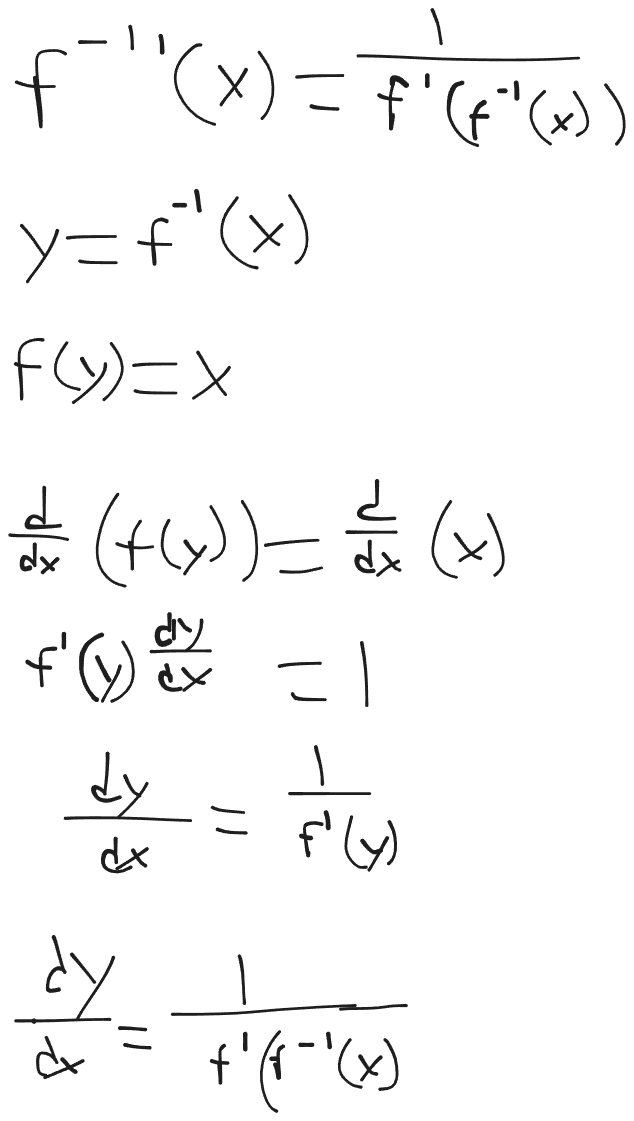 f⁻¹'(x) = 1/f'(f⁻¹(x))
y = f⁻¹(x)
f(y) = x
d/dx (f(y)) = d/dx (x)
f'(y) dy/dx = 1
dy/dx = 1/f'(y)
dy/dx = 1/f'(f⁻¹(x))